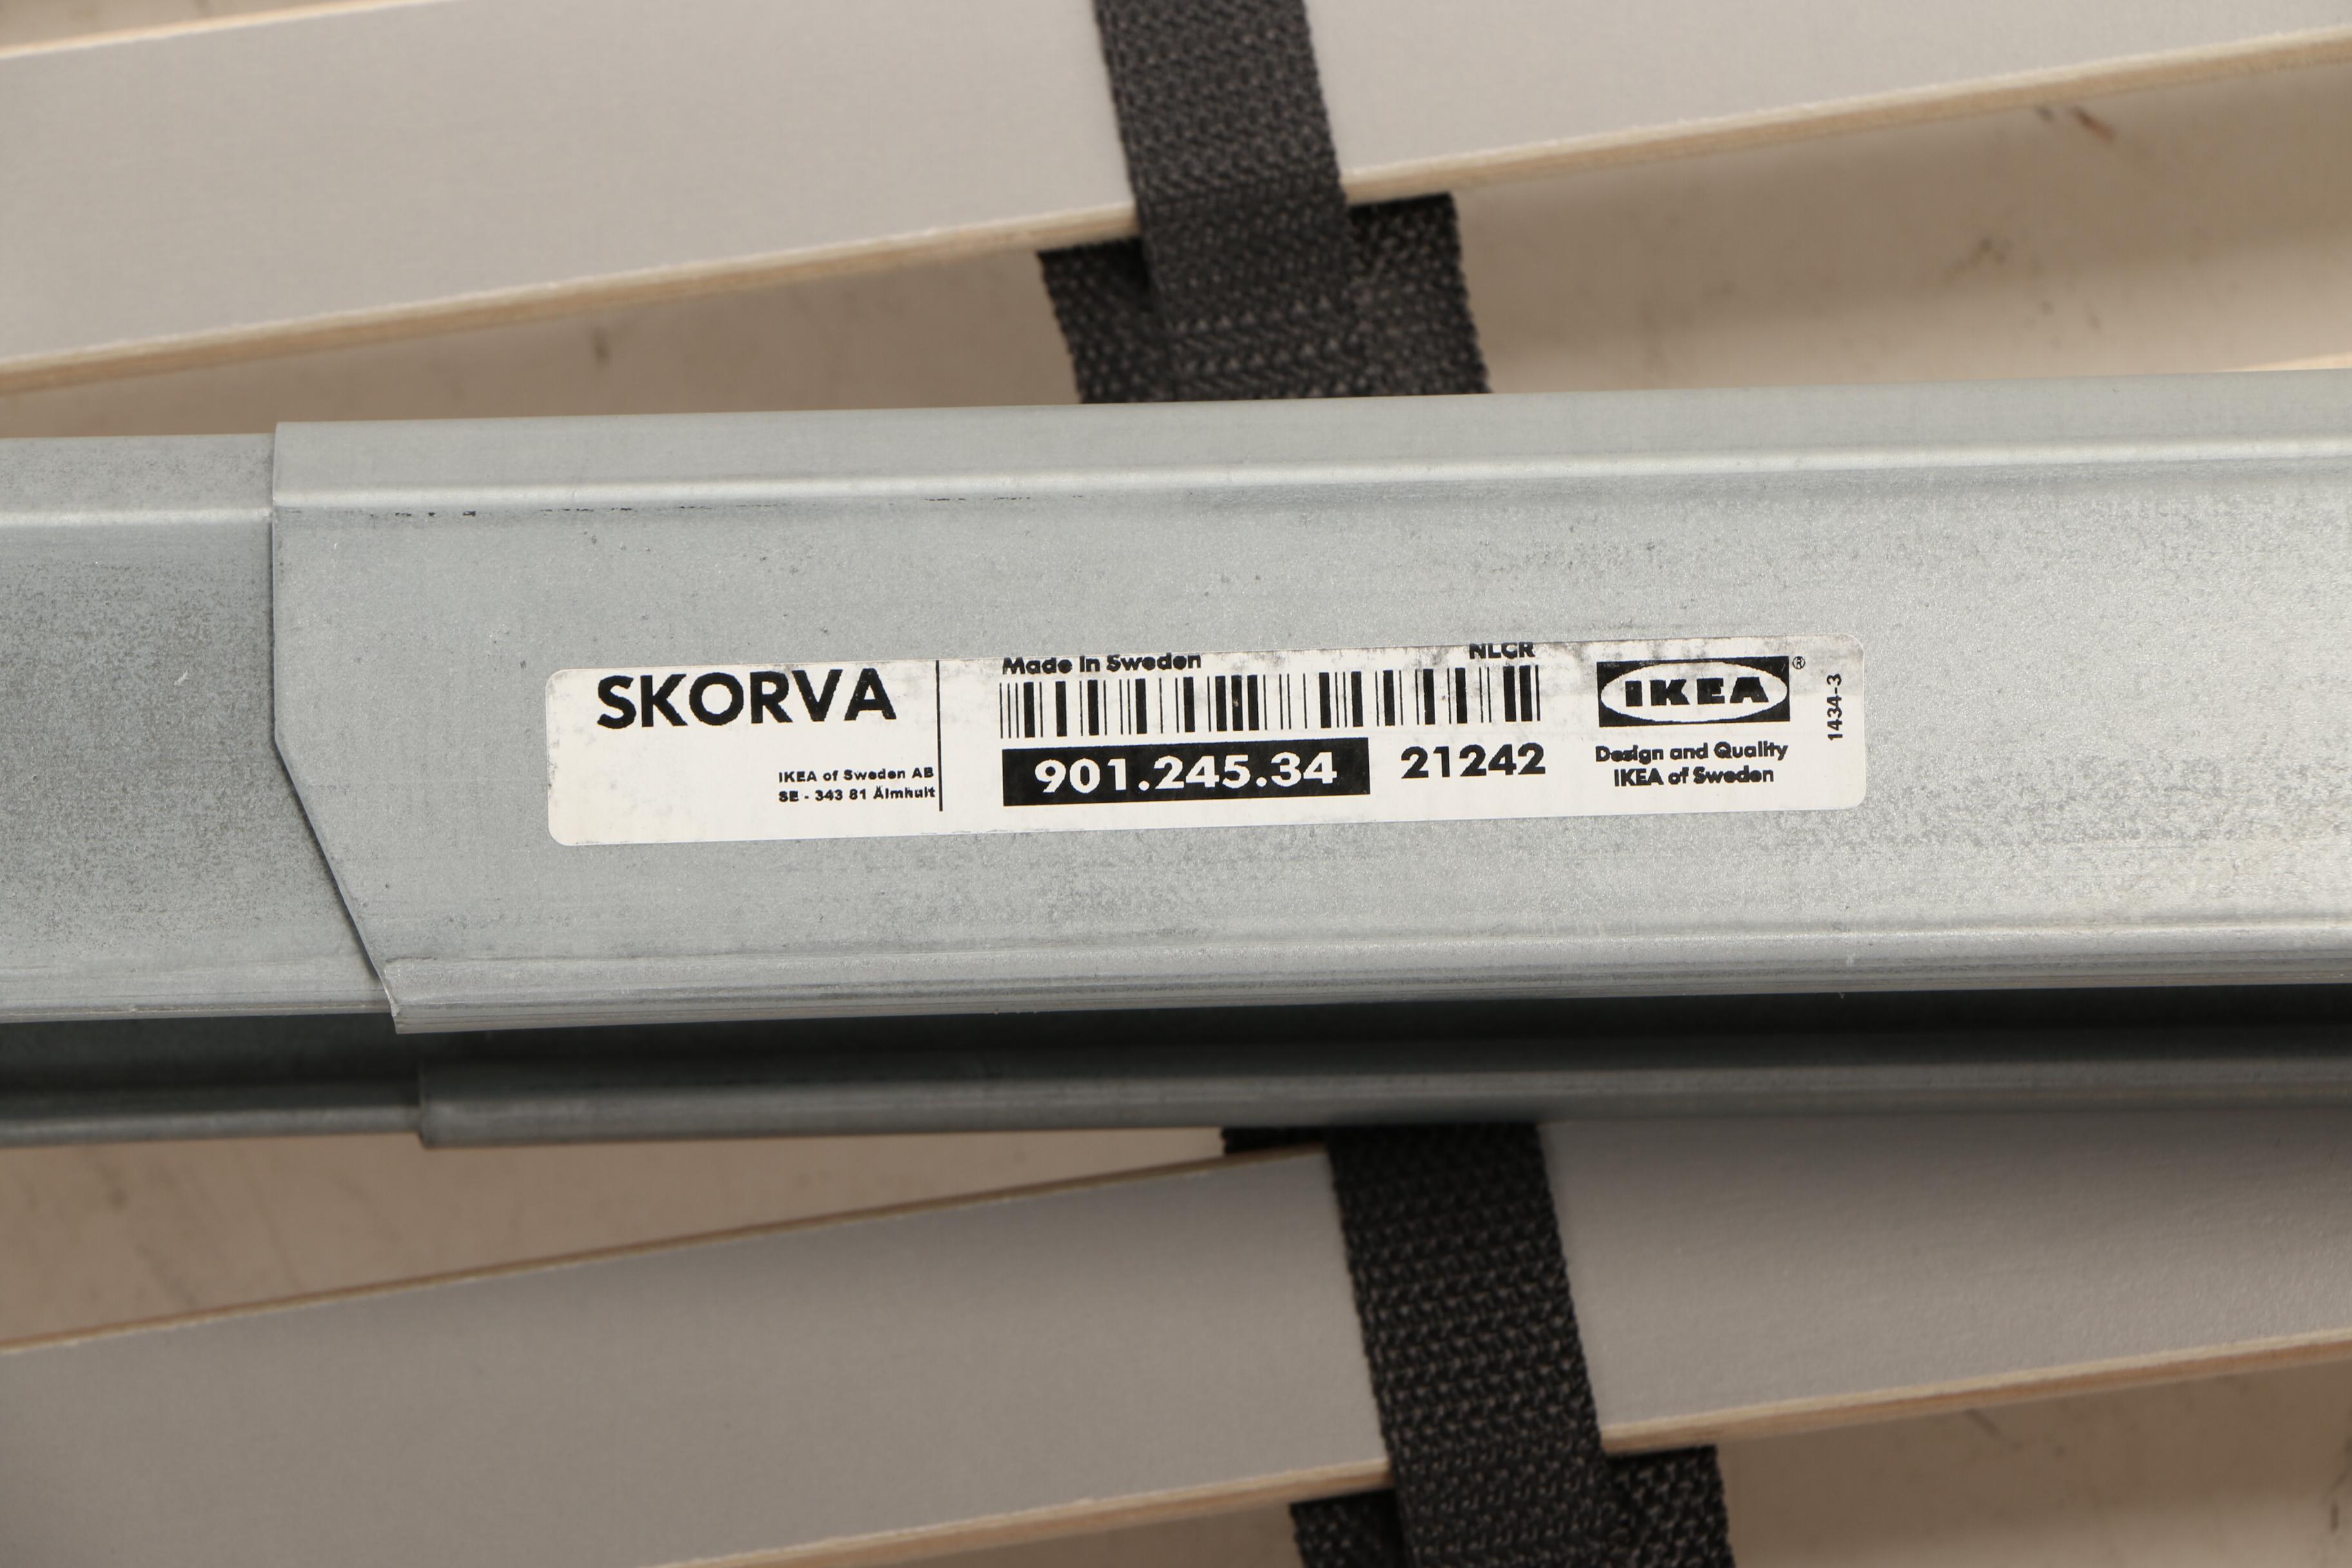 SKORVA
IKEA of Sweden AB
SE - 343 81 Älmhult
Made in Sweden
NLCR
901.245.34
21242
IKEA®
Design and Quality
IKEA of Sweden
1434-3